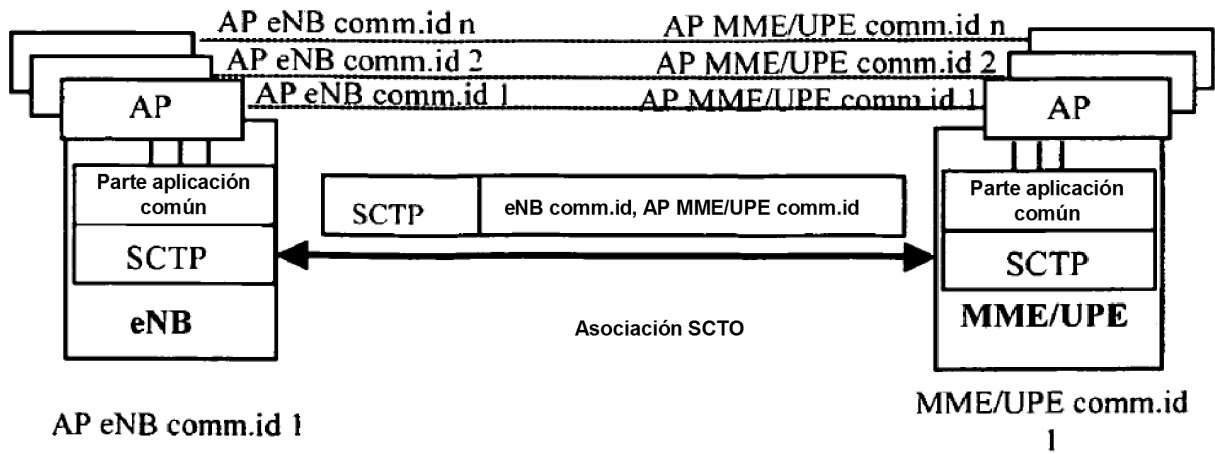 AP eNB comm.id n AP MME/UPE comm.id n
AP eNB comm.id 2 AP MME/UPE comm.id 2
AP eNB comm.id 1 AP MME/UPE comm.id 1
AP
AP
Parte aplicación
común
SCTP
eNB
SCTP
eNB comm.id, AP MME/UPE comm.id
Asociación SCTO
Parte aplicación
común
SCTP
MME/UPE
AP eNB comm.id 1
MME/UPE comm.id
1